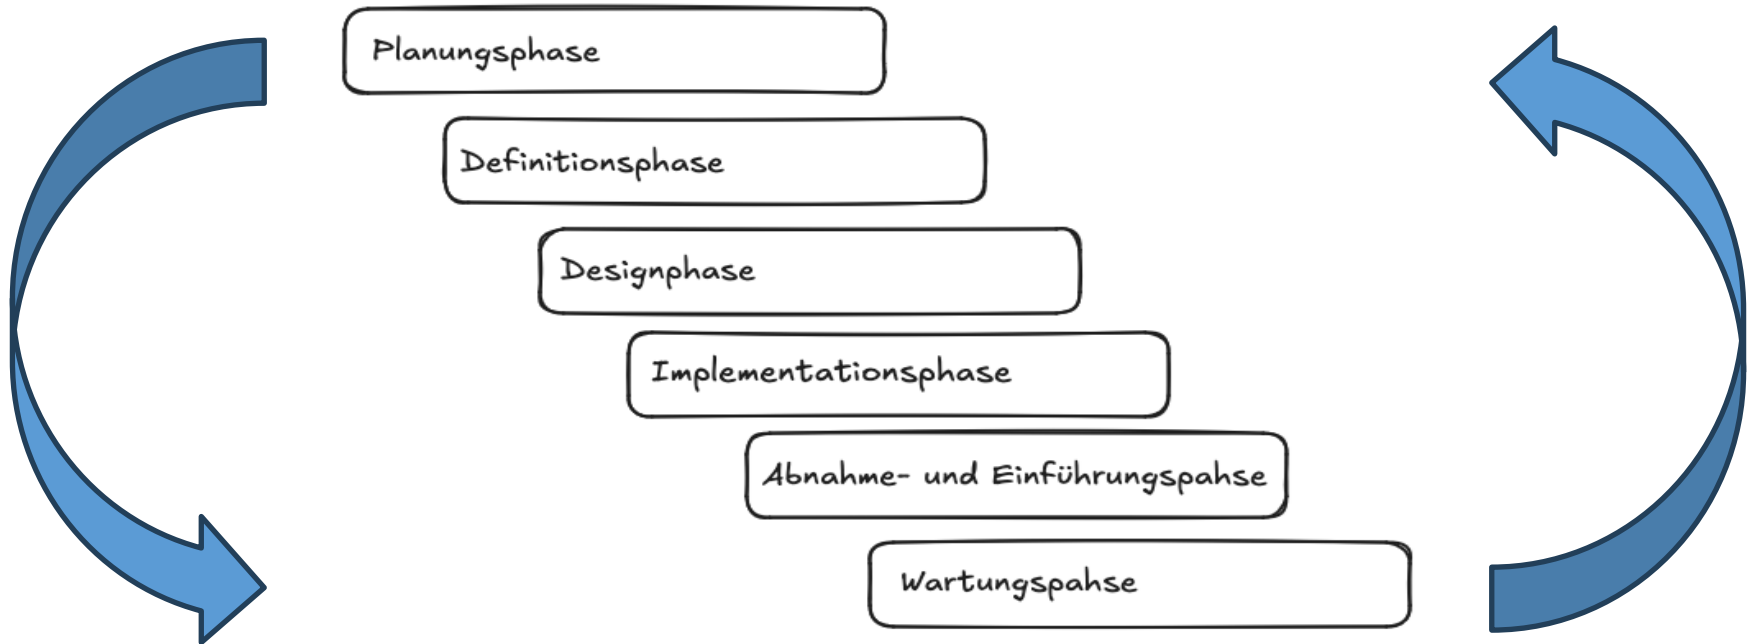 Planungsphase
Definitionsphase
Designphase
Implementationsphase
Abnahme- und Einführungspahse
Wartungspahse